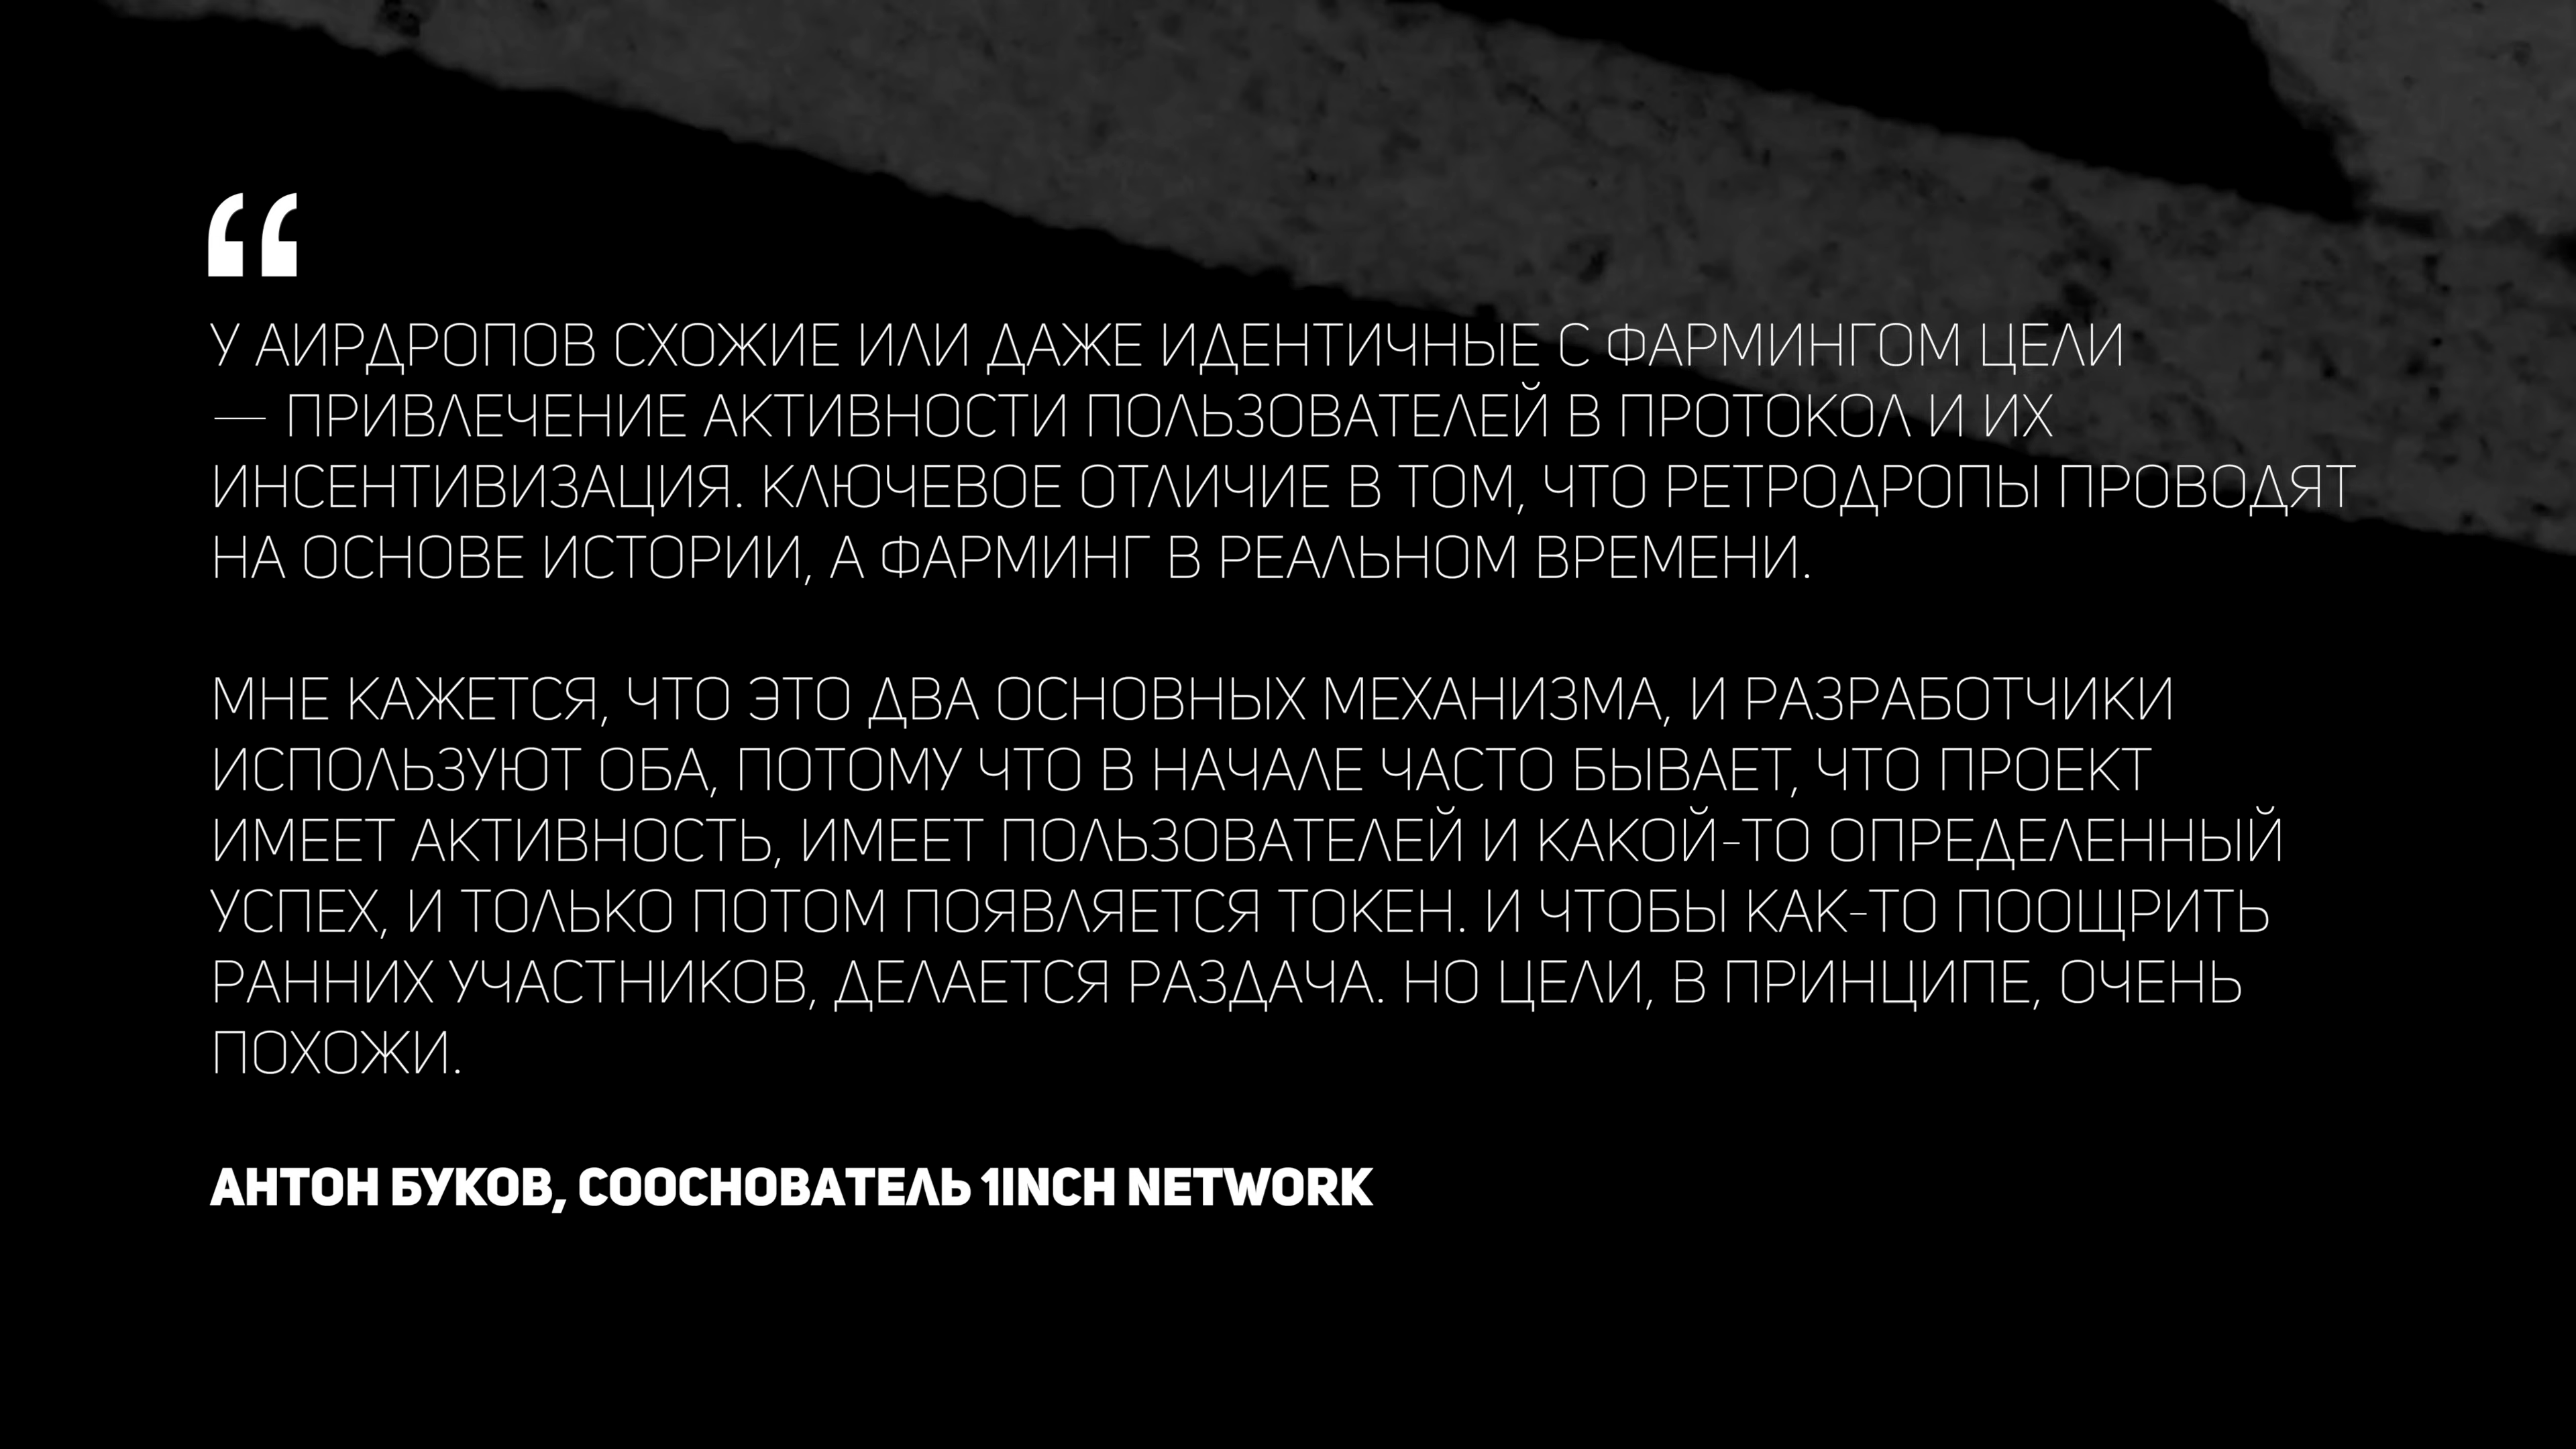 “
У АИРДРОПОВ СХОЖИЕ ИЛИ ДАЖЕ ИДЕНТИЧНЫЕ С ФАРМИНГОМ ЦЕЛИ
— ПРИВЛЕЧЕНИЕ АКТИВНОСТИ ПОЛЬЗОВАТЕЛЕЙ В ПРОТОКОЛ И ИХ
ИНСЕНТИВИЗАЦИЯ. КЛЮЧЕВОЕ ОТЛИЧИЕ В ТОМ, ЧТО РЕТРОДРОПЫ ПРОВОДЯТ
НА ОСНОВЕ ИСТОРИИ, А ФАРМИНГ В РЕАЛЬНОМ ВРЕМЕНИ.
МНЕ КАЖЕТСЯ, ЧТО ЭТО ДВА ОСНОВНЫХ МЕХАНИЗМА, И РАЗРАБОТЧИКИ
ИСПОЛЬЗУЮТ ОБА, ПОТОМУ ЧТО В НАЧАЛЕ ЧАСТО БЫВАЕТ, ЧТО ПРОЕКТ
ИМЕЕТ АКТИВНОСТЬ, ИМЕЕТ ПОЛЬЗОВАТЕЛЕЙ И КАКОЙ-ТО ОПРЕДЕЛЕННЫЙ
УСПЕХ, И ТОЛЬКО ПОТОМ ПОЯВЛЯЕТСЯ ТОКЕН. И ЧТОБЫ КАК-ТО ПООЩРИТЬ
РАННИХ УЧАСТНИКОВ, ДЕЛАЕТСЯ РАЗДАЧА. НО ЦЕЛИ, В ПРИНЦИПЕ, ОЧЕНЬ
ПОХОЖИ.
АНТОН БУКОВ, СООСНОВАТЕЛЬ 1INCH NETWORK